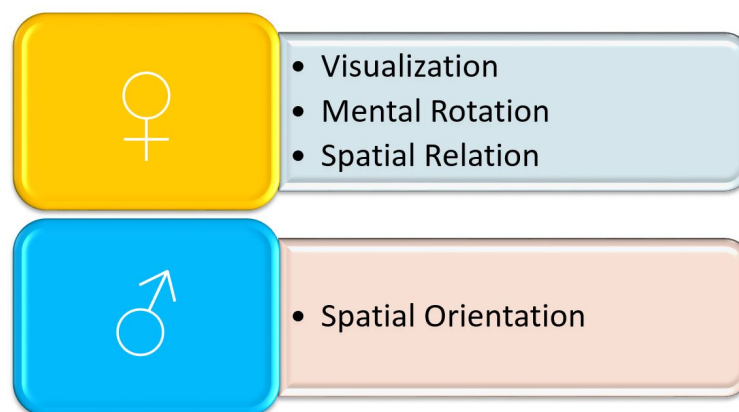 • Visualization
• Mental Rotation
• Spatial Relation
• Spatial Orientation